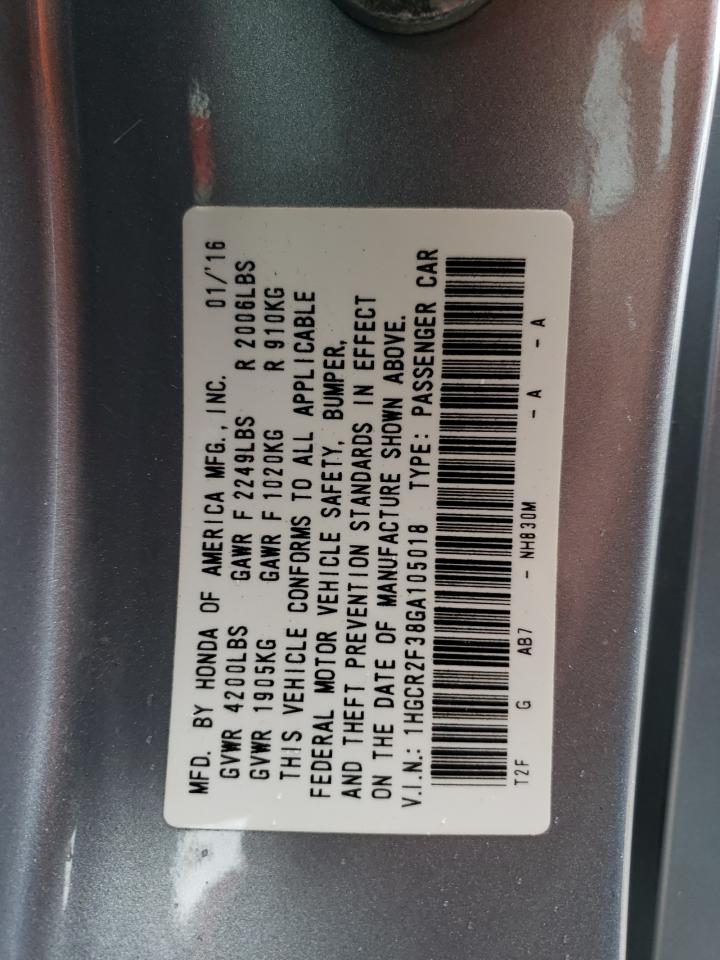 MFD. BY HONDA OF AMERICA MFG., INC. 01/'16
GVWR 4200LBS GAWR F 2249LBS R 2006LBS
GVWR 1905KG GAWR F 1020KG R 910KG
THIS VEHICLE CONFORMS TO ALL APPLICABLE
FEDERAL MOTOR VEHICLE SAFETY, BUMPER,
AND THEFT PREVENTION STANDARDS IN EFFECT
ON THE DATE OF MANUFACTURE SHOWN ABOVE.
V.I.N.: 1HGCR2F38GA105018 TYPE: PASSENGER CAR
T2F G AB7 - NH830M - A - A